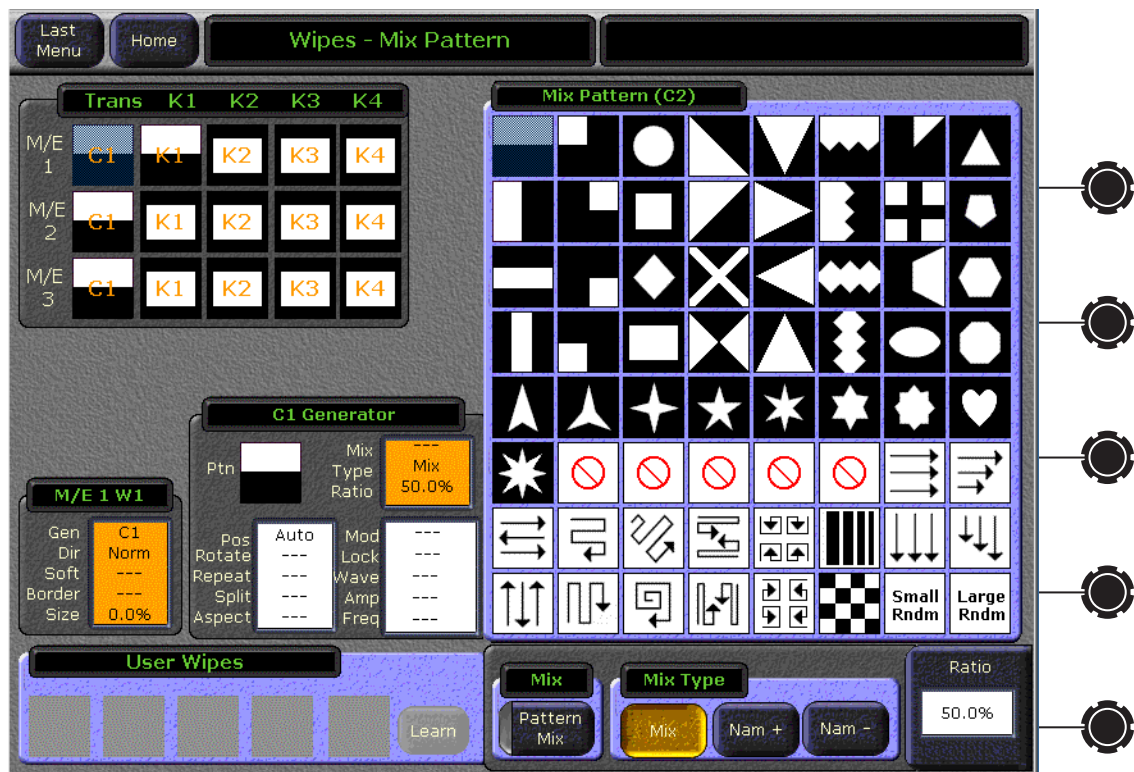 Last
Menu
Home
Wipes - Mix Pattern
Trans K1 K2 K3 K4
M/E
1
C1 K1 K2 K3 K4
M/E
2
C1 K1 K2 K3 K4
M/E
3
C1 K1 K2 K3 K4
Mix Pattern (C2)
Small
Rndm
Large
Rndm
C1 Generator
Ptn
Mix ---
Type Mix
Ratio 50.0%
Pos Auto
Rotate ---
Repeat ---
Split ---
Aspect ---
Mod ---
Lock ---
Wave ---
Amp ---
Freq ---
M/E 1 W1
Gen C1
Dir Norm
Soft ---
Border ---
Size 0.0%
User Wipes
Learn
Mix
Pattern
Mix
Mix Type
Mix
Nam +
Nam -
Ratio
50.0%